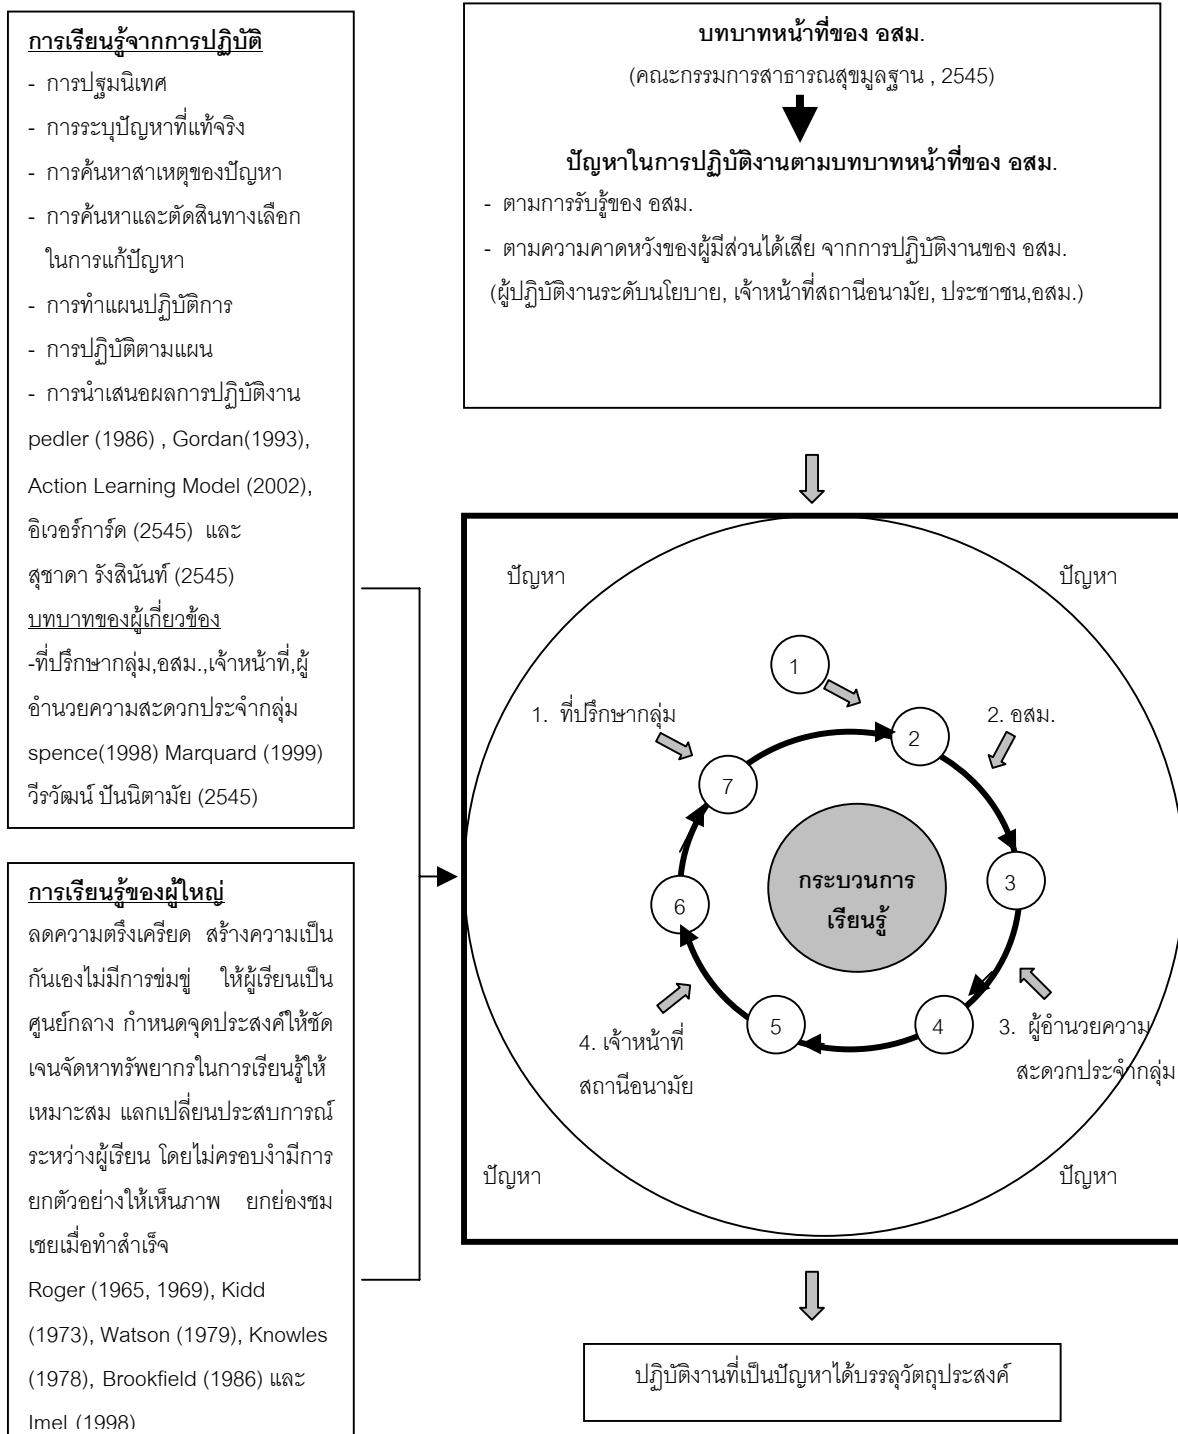 การเรียนรู้จากการปฏิบัติ
- การปฐมนิเทศ
- การระบุปัญหาที่แท้จริง
- การค้นหาสาเหตุของปัญหา
- การค้นหาและตัดสินทางเลือก
ในการแก้ปัญหา
- การทำแผนปฏิบัติการ
- การปฏิบัติตามแผน
- การนำเสนอผลการปฏิบัติงาน
pedler (1986) , Gordan(1993),
Action Learning Model (2002),
อิเวอร์การ์ด (2545) และ
สุชาดา รังสินันท์ (2545)
บทบาทของผู้เกี่ยวข้อง
-ที่ปรึกษากลุ่ม,อสม.,เจ้าหน้าที่,ผู้
อำนวยความสะดวกประจำกลุ่ม
spence(1998) Marquard (1999)
วีรวัฒน์ ปันนิตามัย (2545)
การเรียนรู้ของผู้ใหญ่
ลดความตรึงเครียด สร้างความเป็น
กันเองไม่มีการข่มขู่ ให้ผู้เรียนเป็น
ศูนย์กลาง กำหนดจุดประสงค์ให้ชัด
เจนจัดหาทรัพยากรในการเรียนรู้ให้
เหมาะสม แลกเปลี่ยนประสบการณ์
ระหว่างผู้เรียน โดยไม่ครอบงำมีการ
ยกตัวอย่างให้เห็นภาพ ยกย่องชม
เชยเมื่อทำสำเร็จ
Roger (1965, 1969), Kidd
(1973), Watson (1979), Knowles
(1978), Brookfield (1986) และ
Imel (1998)
บทบาทหน้าที่ของ อสม.
(คณะกรรมการสาธารณสุขมูลฐาน , 2545)
ปัญหาในการปฏิบัติงานตามบทบาทหน้าที่ของ อสม.
- ตามการรับรู้ของ อสม.
- ตามความคาดหวังของผู้มีส่วนได้เสีย จากการปฏิบัติงานของ อสม.
(ผู้ปฏิบัติงานระดับนโยบาย, เจ้าหน้าที่สถานีอนามัย, ประชาชน,อสม.)
ปัญหา
ปัญหา
1
1. ที่ปรึกษากลุ่ม
2. อสม.
2
7
3
6
กระบวนการ
เรียนรู้
5
4
4. เจ้าหน้าที่
สถานีอนามัย
3. ผู้อำนวยความ
สะดวกประจำกลุ่ม
ปัญหา
ปัญหา
ปฏิบัติงานที่เป็นปัญหาได้บรรลุวัตถุประสงค์